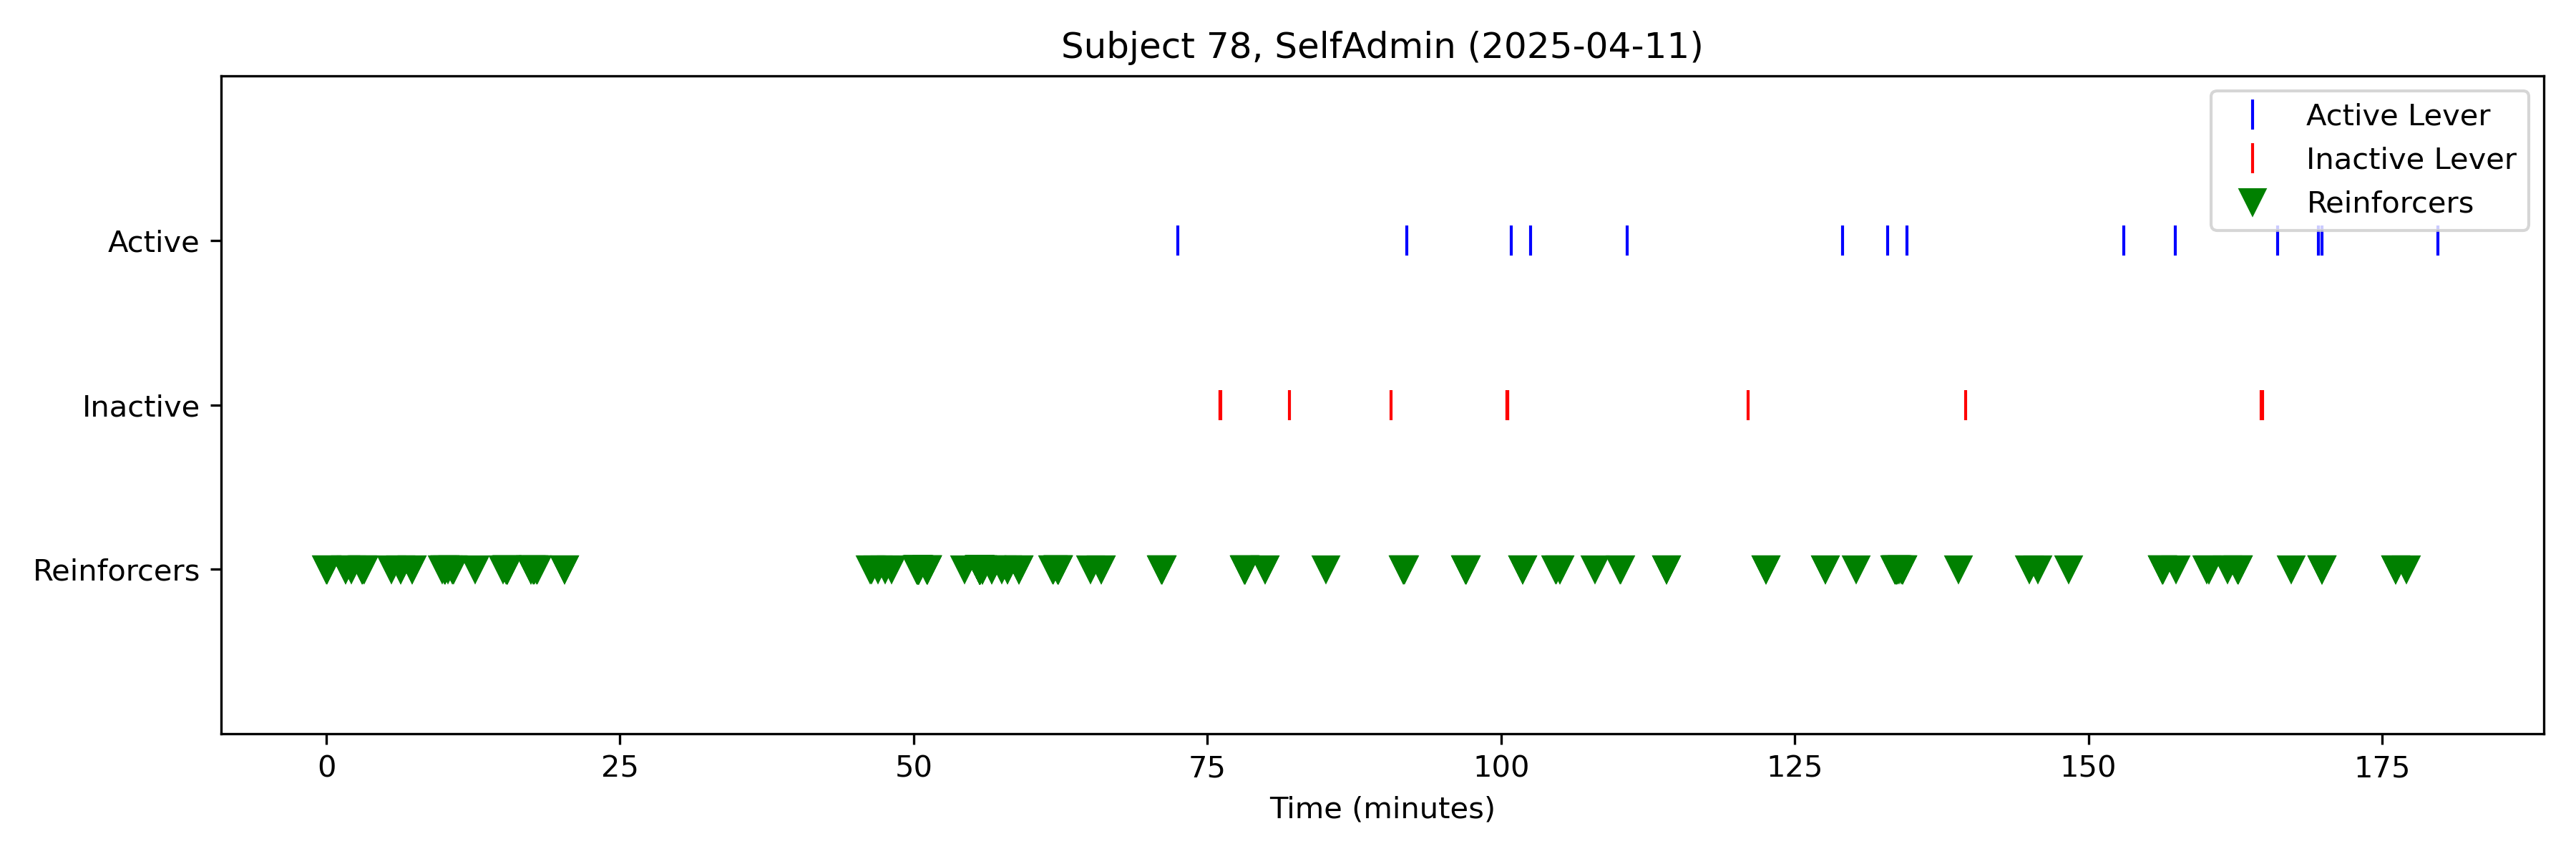 Subject 78, SelfAdmin (2025-04-11)
Active Lever
Inactive Lever
Reinforcers
Active
Inactive
Reinforcers
0 25 50 75 100 125 150 175
Time (minutes)